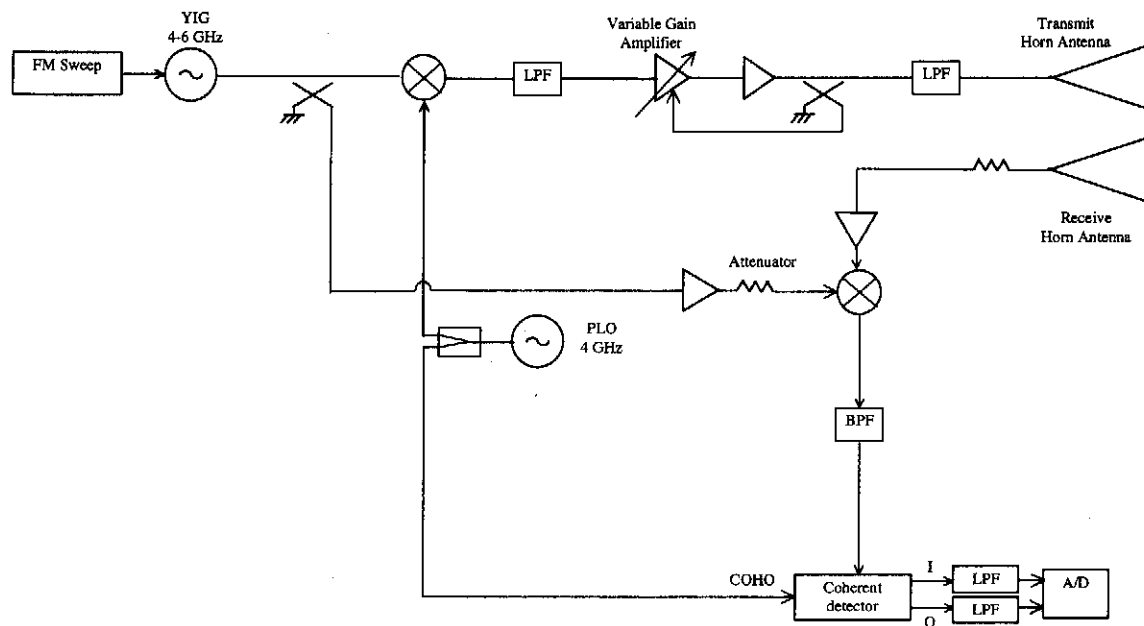 YIG
4-6 GHz
FM Sweep
LPF
Variable Gain
Amplifier
LPF
Transmit
Horn Antenna
Receive
Horn Antenna
Attenuator
PLO
4 GHz
BPF
COHO
Coherent
detector
I
Q
LPF
LPF
A/D